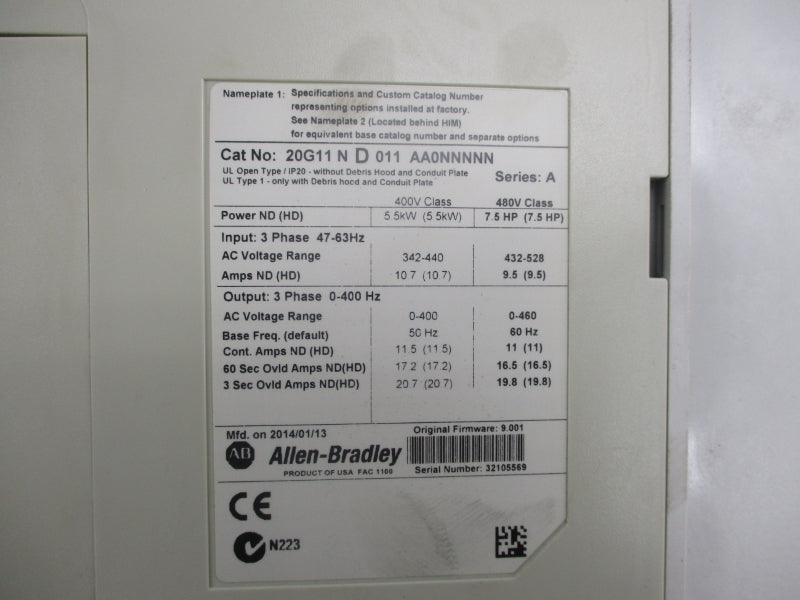 Nameplate 1: Specifications and Custom Catalog Number
representing options installed at factory.
See Nameplate 2 (Located behind HIM)
for equivalent base catalog number and separate options
Cat No: 20G11 N D 011 AA0NNNNN
UL Open Type / IP20 - without Debris Hood and Conduit Plate
UL Type 1 - only with Debris hood and Conduit Plate
Series: A
400V Class 480V Class
Power ND (HD) 5.5kW (5.5kW) 7.5 HP (7.5 HP)
Input: 3 Phase 47-63Hz
AC Voltage Range 342-440 432-528
Amps ND (HD) 10.7 (10.7) 9.5 (9.5)
Output: 3 Phase 0-400 Hz
AC Voltage Range 0-400 0-460
Base Freq. (default) 50 Hz 60 Hz
Cont. Amps ND (HD) 11.5 (11.5) 11 (11)
60 Sec Ovld Amps ND(HD) 17.2 (17.2) 16.5 (16.5)
3 Sec Ovld Amps ND(HD) 20.7 (20.7) 19.8 (19.8)
Mfd. on 2014/01/13 Original Firmware: 9.001
AB Allen-Bradley
PRODUCT OF USA FAC 1100 Serial Number: 32105569
CE
N223